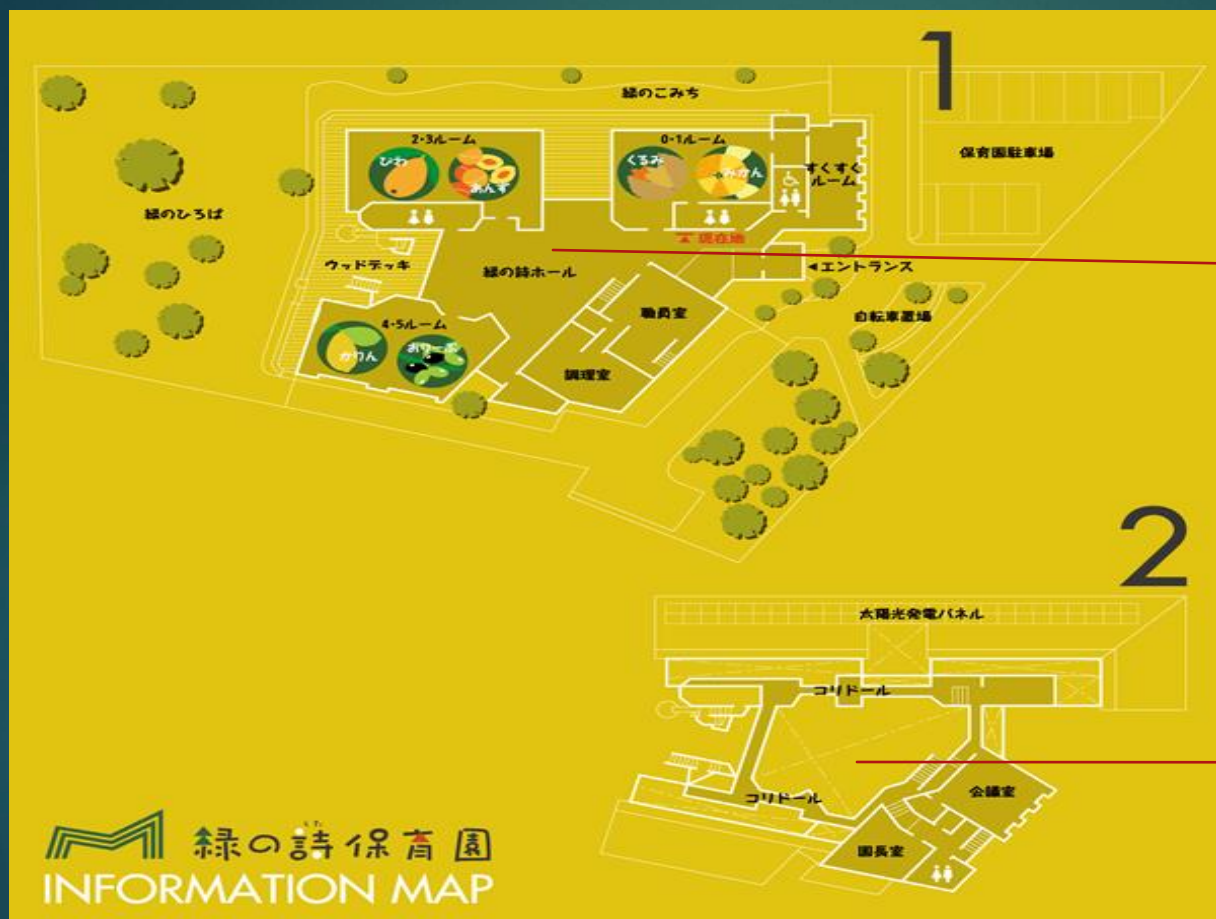 1
緑のこみち
2-3ルーム
0-1ルーム
びわ
あんず
くるみ
みかん
すくすく
ルーム
保育園駐車場
緑のひろば
現在地
ウッドデッキ
緑の詩ホール
◀エントランス
職員室
自転車置場
4-5ルーム
かりん
おりーぶ
調理室
2
太陽光発電パネル
コリドール
コリドール
会議室
園長室
うた
緑の詩保育園
INFORMATION MAP